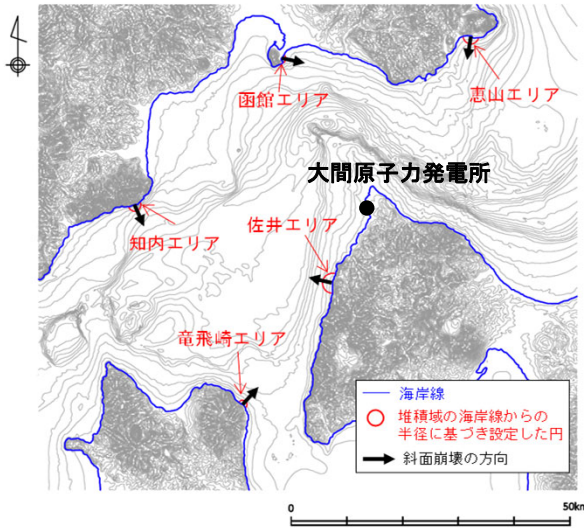 函館エリア
恵山エリア
大間原子力発電所
知内エリア
佐井エリア
竜飛崎エリア
海岸線
堆積域の海岸線からの
半径に基づき設定した円
斜面崩壊の方向
0
50km